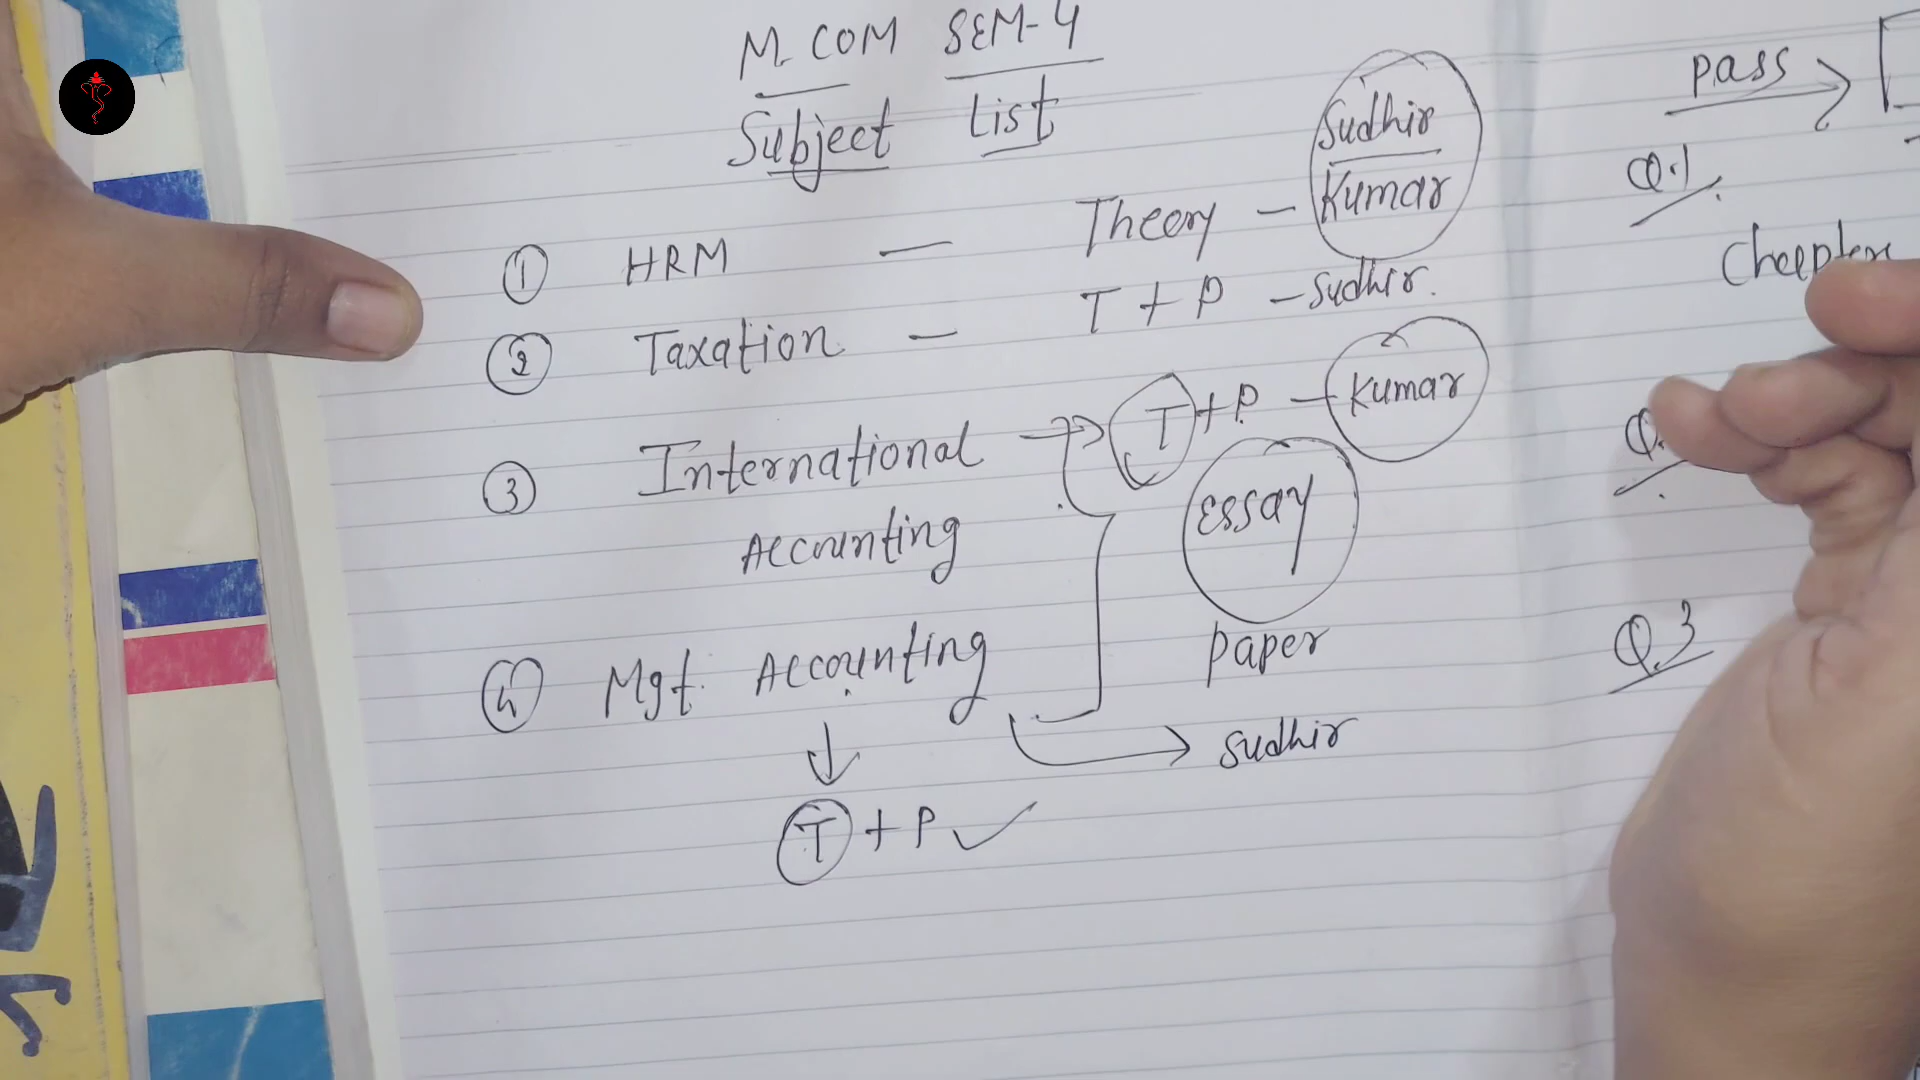 M. COM SEM-4
Subject List
① HRM — Theory — Sudhir
Kumar
② Taxation — T + P - Sudhir.
③ International → T + P — Kumar
Accounting
essay
paper
④ Mgt. Accounting
→ Sudhir
↓
T + P ✓
pass →
Q.1
Q.
Q.3